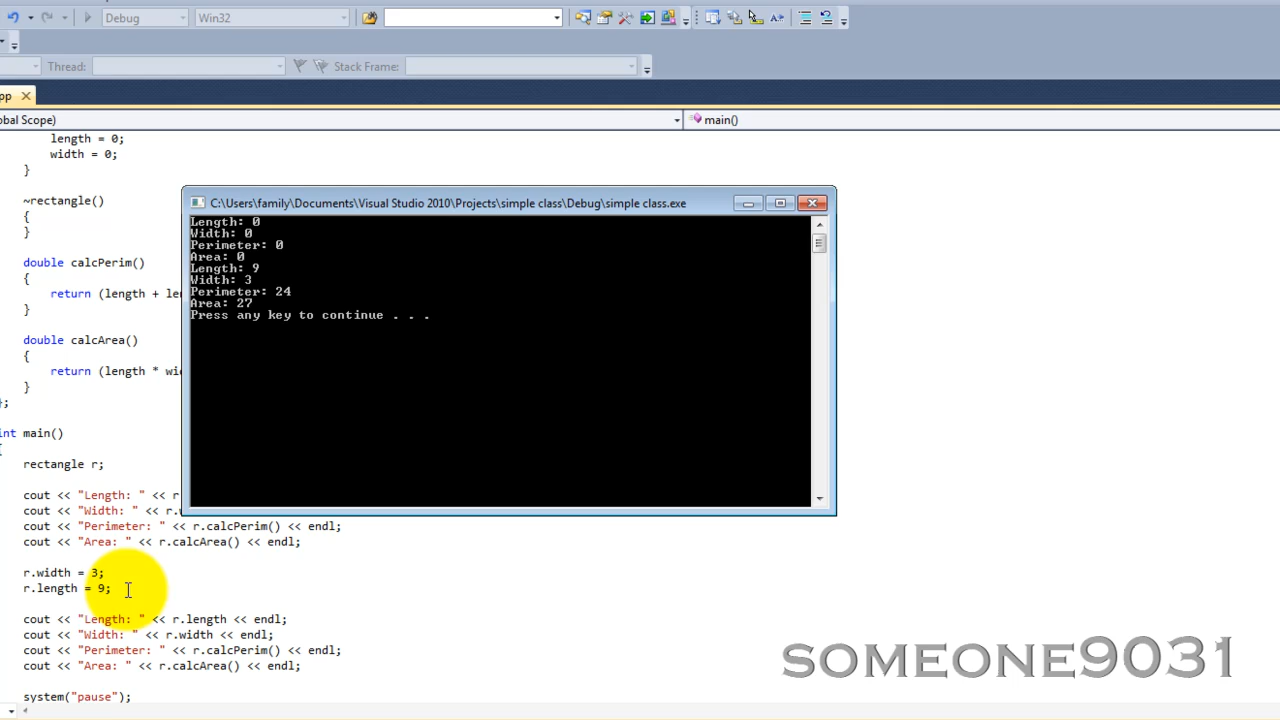 Debug
Win32
Thread:
Stack Frame:
pp
obal Scope)
main()
length = 0;
width = 0;
}
~rectangle()
{
}
double calcPerim()
{
return (length + len
}
double calcArea()
{
return (length * wid
}
};
int main()
{
rectangle r;
cout << "Length: " << r
cout << "Width: " << r.
cout << "Perimeter: " << r.calcPerim() << endl;
cout << "Area: " << r.calcArea() << endl;
r.width = 3;
r.length = 9;
cout << "Length: " << r.length << endl;
cout << "Width: " << r.width << endl;
cout << "Perimeter: " << r.calcPerim() << endl;
cout << "Area: " << r.calcArea() << endl;
system("pause");
C:\Users\family\Documents\Visual Studio 2010\Projects\simple class\Debug\simple class.exe
Length: 0
Width: 0
Perimeter: 0
Area: 0
Length: 9
Width: 3
Perimeter: 24
Area: 27
Press any key to continue . . .
SOMEONE9031